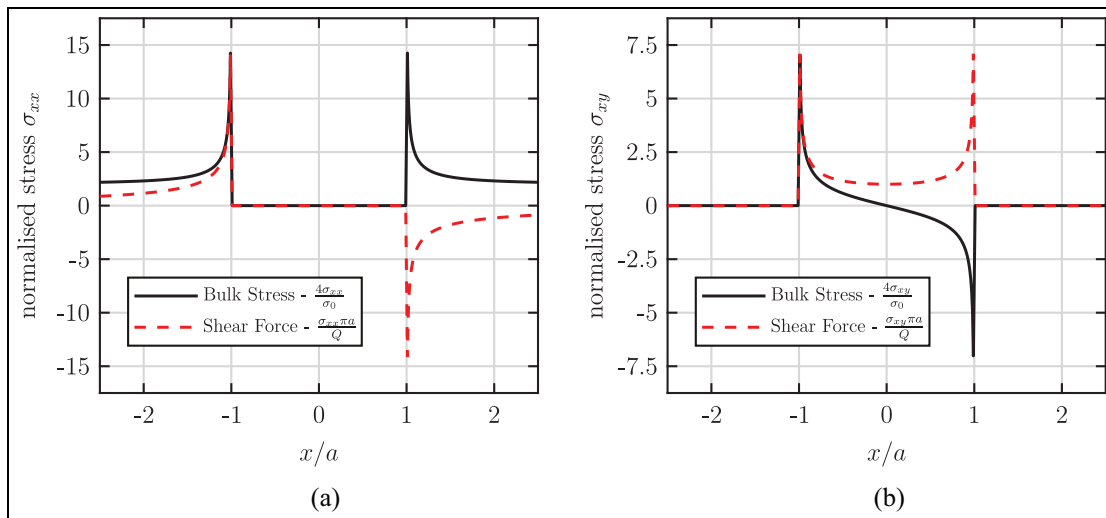 normalised stress σ_xx
15
10
5
0
-5
-10
-15
-2 -1 0 1 2
x/a
Bulk Stress - 4σ_xx/σ_0
Shear Force - σ_xx πa/Q
(a)
normalised stress σ_xy
7.5
5
2.5
0
-2.5
-5
-7.5
-2 -1 0 1 2
x/a
Bulk Stress - 4σ_xy/σ_0
Shear Force - σ_xy πa/Q
(b)